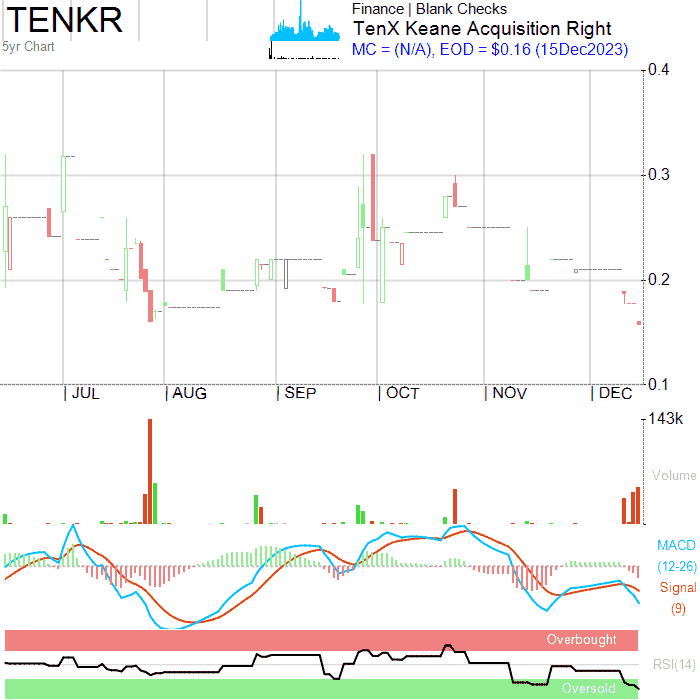 TENKR
5yr Chart
Finance | Blank Checks
TenX Keane Acquisition Right
MC = (N/A), EOD = $0.16 (15Dec2023)
0.4
0.3
0.2
0.1
| JUL | AUG | SEP | OCT | NOV | DEC
143k
Volume
MACD
(12-26)
Signal
(9)
Overbought
RSI(14)
Oversold